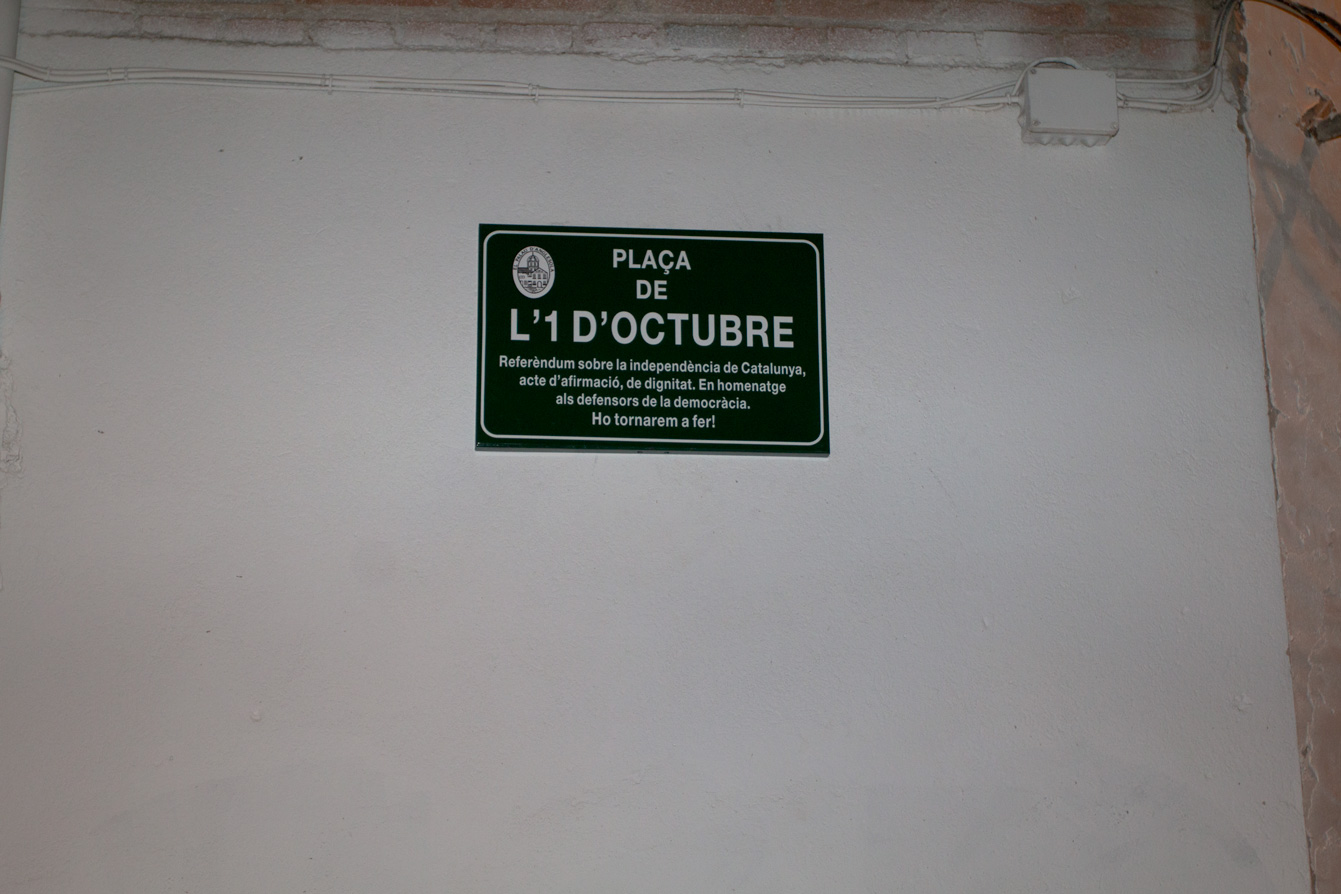 PLAÇA
DE
L'1 D'OCTUBRE
Referèndum sobre la independència de Catalunya,
acte d'afirmació, de dignitat. En homenatge
als defensors de la democràcia.
Ho tornarem a fer!